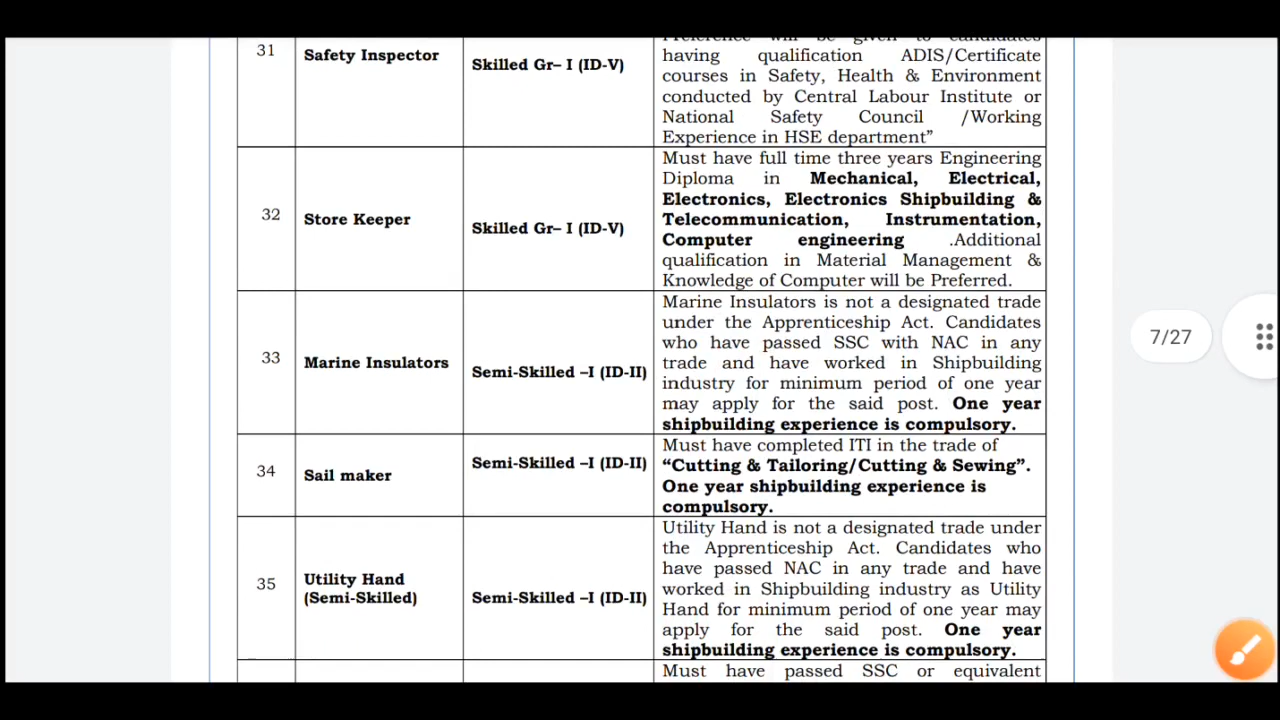 31
Safety Inspector
Skilled Gr– I (ID-V)
Preference will be given to candidates
having qualification ADIS/Certificate
courses in Safety, Health & Environment
conducted by Central Labour Institute or
National Safety Council /Working
Experience in HSE department”
32
Store Keeper
Skilled Gr– I (ID-V)
Must have full time three years Engineering
Diploma in Mechanical, Electrical,
Electronics, Electronics Shipbuilding &
Telecommunication, Instrumentation,
Computer engineering .Additional
qualification in Material Management &
Knowledge of Computer will be Preferred.
33
Marine Insulators
Semi-Skilled –I (ID-II)
Marine Insulators is not a designated trade
under the Apprenticeship Act. Candidates
who have passed SSC with NAC in any
trade and have worked in Shipbuilding
industry for minimum period of one year
may apply for the said post. One year
shipbuilding experience is compulsory.
34
Sail maker
Semi-Skilled –I (ID-II)
Must have completed ITI in the trade of
“Cutting & Tailoring/Cutting & Sewing”.
One year shipbuilding experience is
compulsory.
35
Utility Hand
(Semi-Skilled)
Semi-Skilled –I (ID-II)
Utility Hand is not a designated trade under
the Apprenticeship Act. Candidates who
have passed NAC in any trade and have
worked in Shipbuilding industry as Utility
Hand for minimum period of one year may
apply for the said post. One year
shipbuilding experience is compulsory.
Must have passed SSC or equivalent
7/27